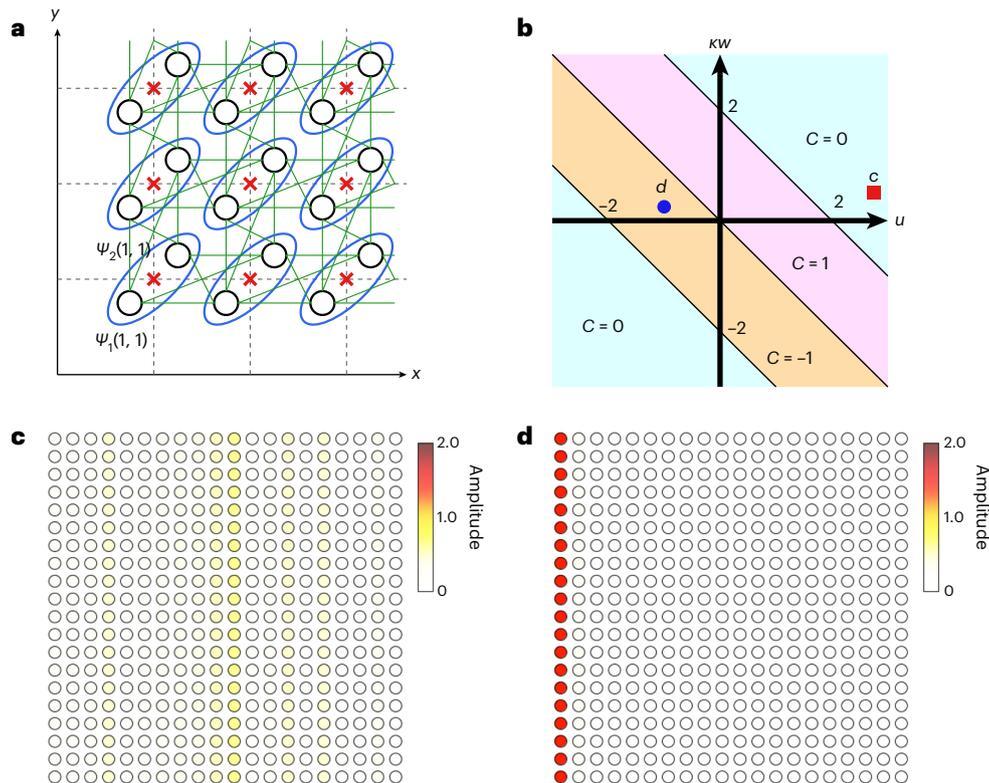 a
y
Ψ2(1, 1)
Ψ1(1, 1)
x
b
κw
2
C = 0
c
d
–2
2
u
C = 1
C = 0
–2
C = –1
c
2.0
1.0
0
Amplitude
d
2.0
1.0
0
Amplitude